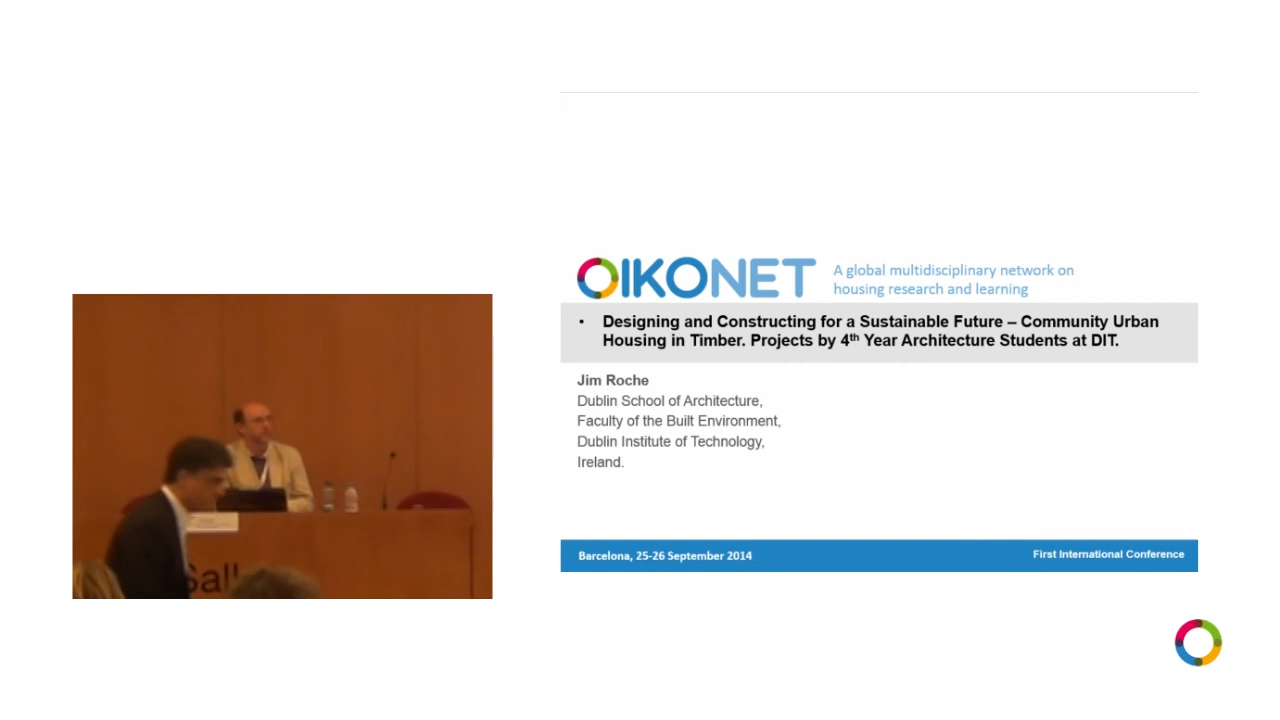 OIKONET
A global multidisciplinary network on
housing research and learning
• Designing and Constructing for a Sustainable Future – Community Urban
Housing in Timber. Projects by 4th Year Architecture Students at DIT.
Jim Roche
Dublin School of Architecture,
Faculty of the Built Environment,
Dublin Institute of Technology,
Ireland.
Barcelona, 25-26 September 2014
First International Conference
Sall